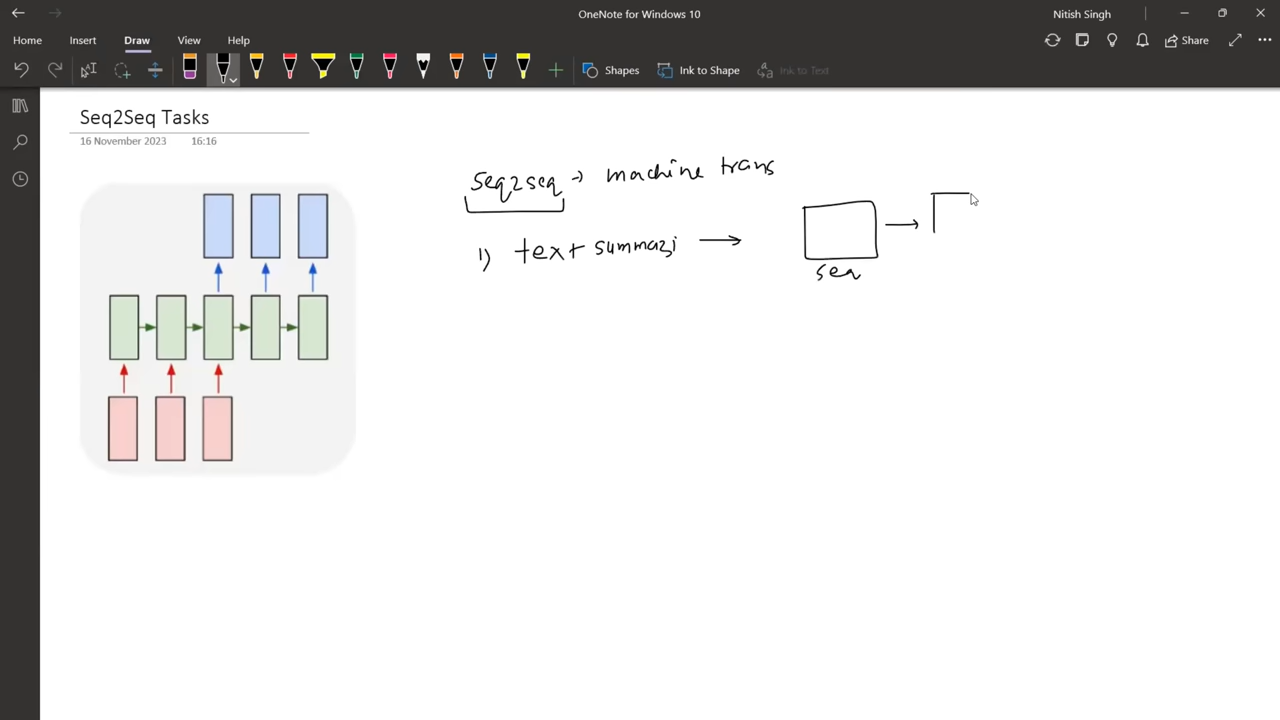 OneNote for Windows 10
Nitish Singh
Home Insert Draw View Help
Share
Shapes Ink to Shape Ink to Text
Seq2Seq Tasks
16 November 2023 16:16
Seq2seq → machine trans
1) text summazi →
seq